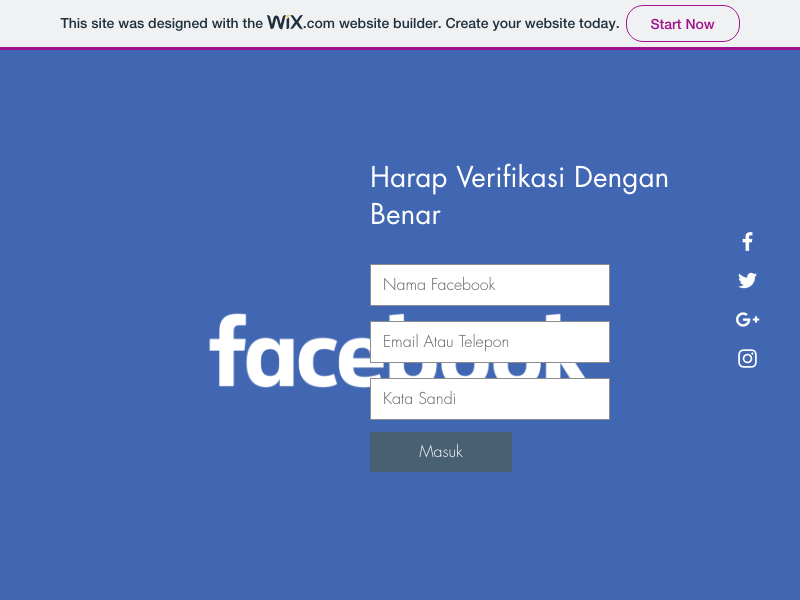 This site was designed with the WiX.com website builder. Create your website today. Start Now
Harap Verifikasi Dengan
Benar
Nama Facebook
Email Atau Telepon
facebook
Kata Sandi
Masuk